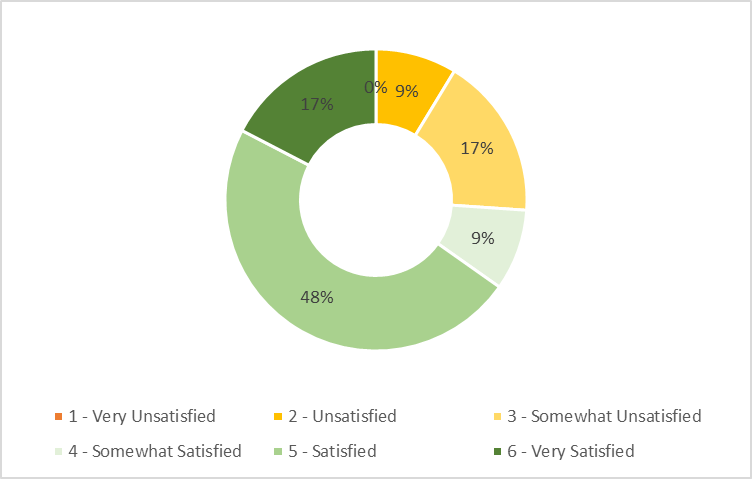 0%
9%
17%
17%
9%
48%
1 - Very Unsatisfied
2 - Unsatisfied
3 - Somewhat Unsatisfied
4 - Somewhat Satisfied
5 - Satisfied
6 - Very Satisfied